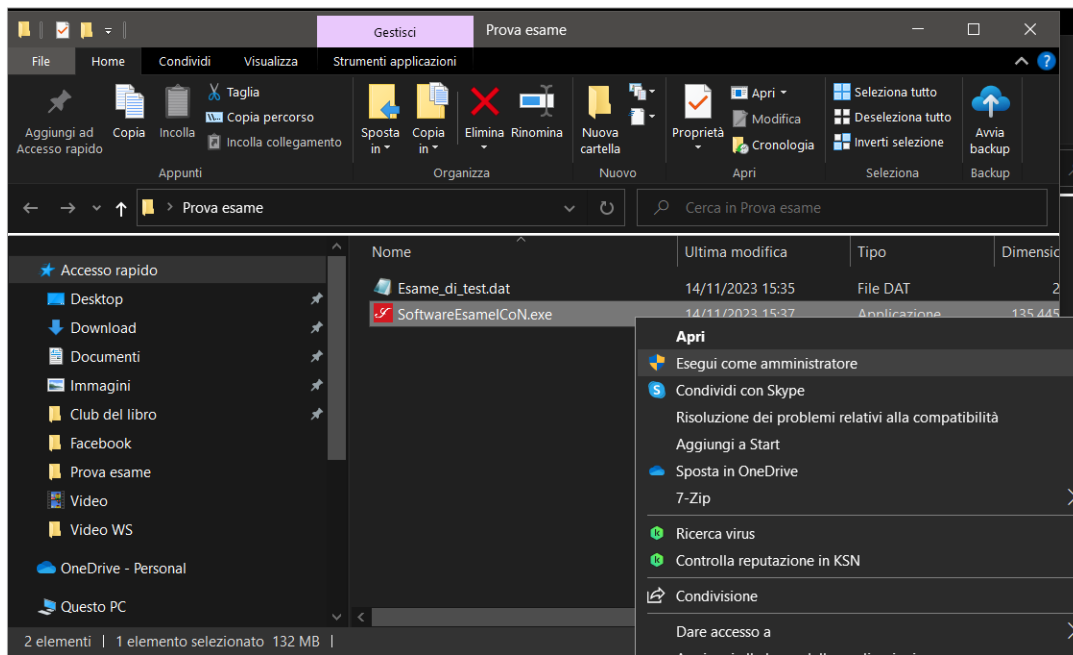 Gestisci
Prova esame
File
Home
Condividi
Visualizza
Strumenti applicazioni
Aggiungi ad
Accesso rapido
Copia
Incolla
Taglia
Copia percorso
Incolla collegamento
Appunti
Sposta
in
Copia
in
Elimina
Rinomina
Organizza
Nuova
cartella
Nuovo
Proprietà
Apri
Modifica
Cronologia
Apri
Seleziona tutto
Deseleziona tutto
Inverti selezione
Seleziona
Avvia
backup
Backup
Prova esame
Cerca in Prova esame
Nome
Ultima modifica
Tipo
Dimensic
Accesso rapido
Desktop
Download
Documenti
Immagini
Club del libro
Facebook
Prova esame
Video
Video WS
OneDrive - Personal
Questo PC
Esame_di_test.dat
14/11/2023 15:35
File DAT
2
SoftwareEsameICoN.exe
14/11/2023 15:37
Applicazione
135.445
Apri
Esegui come amministratore
Condividi con Skype
Risoluzione dei problemi relativi alla compatibilità
Aggiungi a Start
Sposta in OneDrive
7-Zip
Ricerca virus
Controlla reputazione in KSN
Condivisione
Dare accesso a
2 elementi
1 elemento selezionato 132 MB